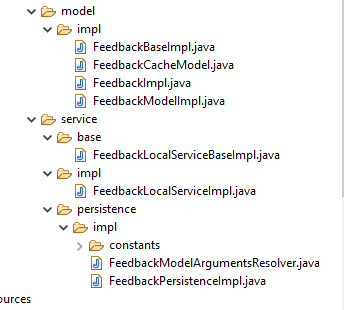 model
impl
FeedbackBaseImpl.java
FeedbackCacheModel.java
FeedbackImpl.java
FeedbackModelImpl.java
service
base
FeedbackLocalServiceBaseImpl.java
impl
FeedbackLocalServiceImpl.java
persistence
impl
constants
FeedbackModelArgumentsResolver.java
FeedbackPersistenceImpl.java
ources